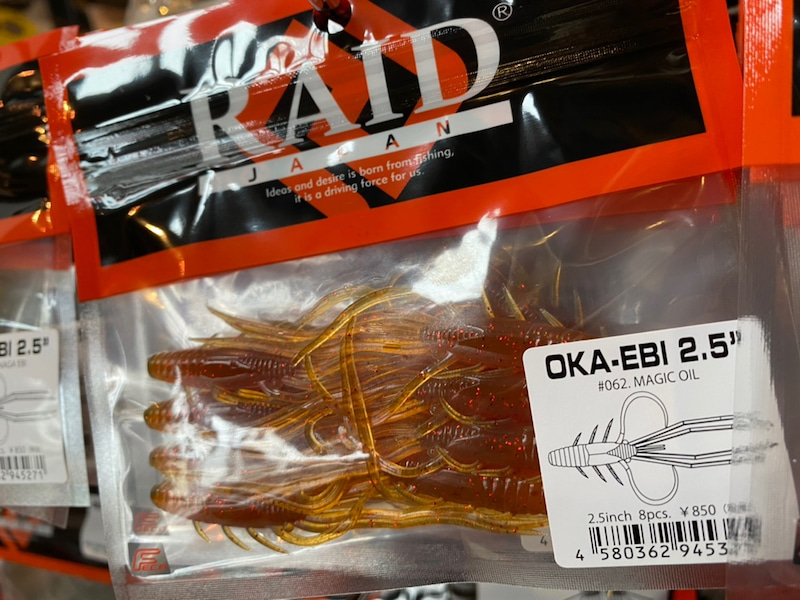 RAID®
JAPAN
Ideas and desire is born from fishing,
it is a driving force for us.
EBI 2.5"
OKA-EBI 2.5"
#062. MAGIC OIL
2.5inch 8pcs. ¥850
4 580362 9453